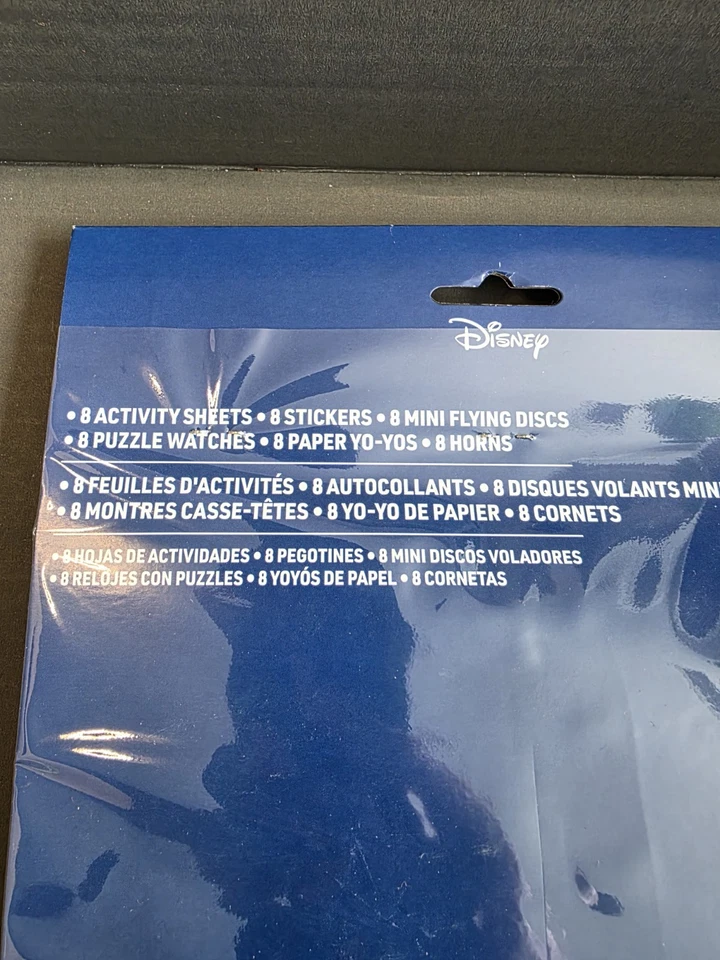 Disney
• 8 ACTIVITY SHEETS • 8 STICKERS • 8 MINI FLYING DISCS
• 8 PUZZLE WATCHES • 8 PAPER YO-YOS • 8 HORNS
• 8 FEUILLES D'ACTIVITÉS • 8 AUTOCOLLANTS • 8 DISQUES VOLANTS MINI
• 8 MONTRES CASSE-TÊTES • 8 YO-YO DE PAPIER • 8 CORNETS
• 8 HOJAS DE ACTIVIDADES • 8 PEGOTINES • 8 MINI DISCOS VOLADORES
• 8 RELOJES CON PUZZLES • 8 YOYÓS DE PAPEL • 8 CORNETAS